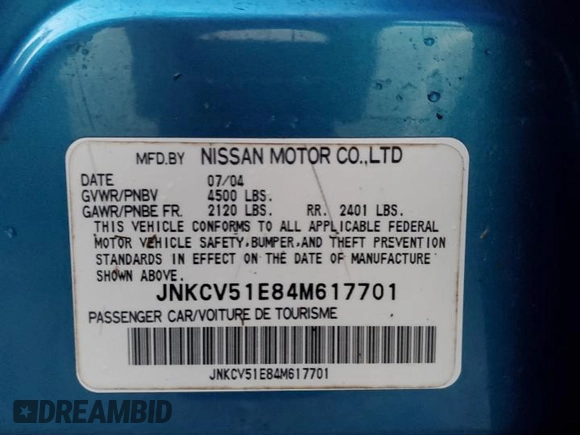 MFD.BY NISSAN MOTOR CO.,LTD
DATE 07/04
GVWR/PNBV 4500 LBS.
GAWR/PNBE FR. 2120 LBS. RR. 2401 LBS.
THIS VEHICLE CONFORMS TO ALL APPLICABLE FEDERAL
MOTOR VEHICLE SAFETY,BUMPER,AND THEFT PREVENTION
STANDARDS IN EFFECT ON THE DATE OF MANUFACTURE
SHOWN ABOVE.
JNKCV51E84M617701
PASSENGER CAR/VOITURE DE TOURISME
JNKCV51E84M617701
DREAMBID